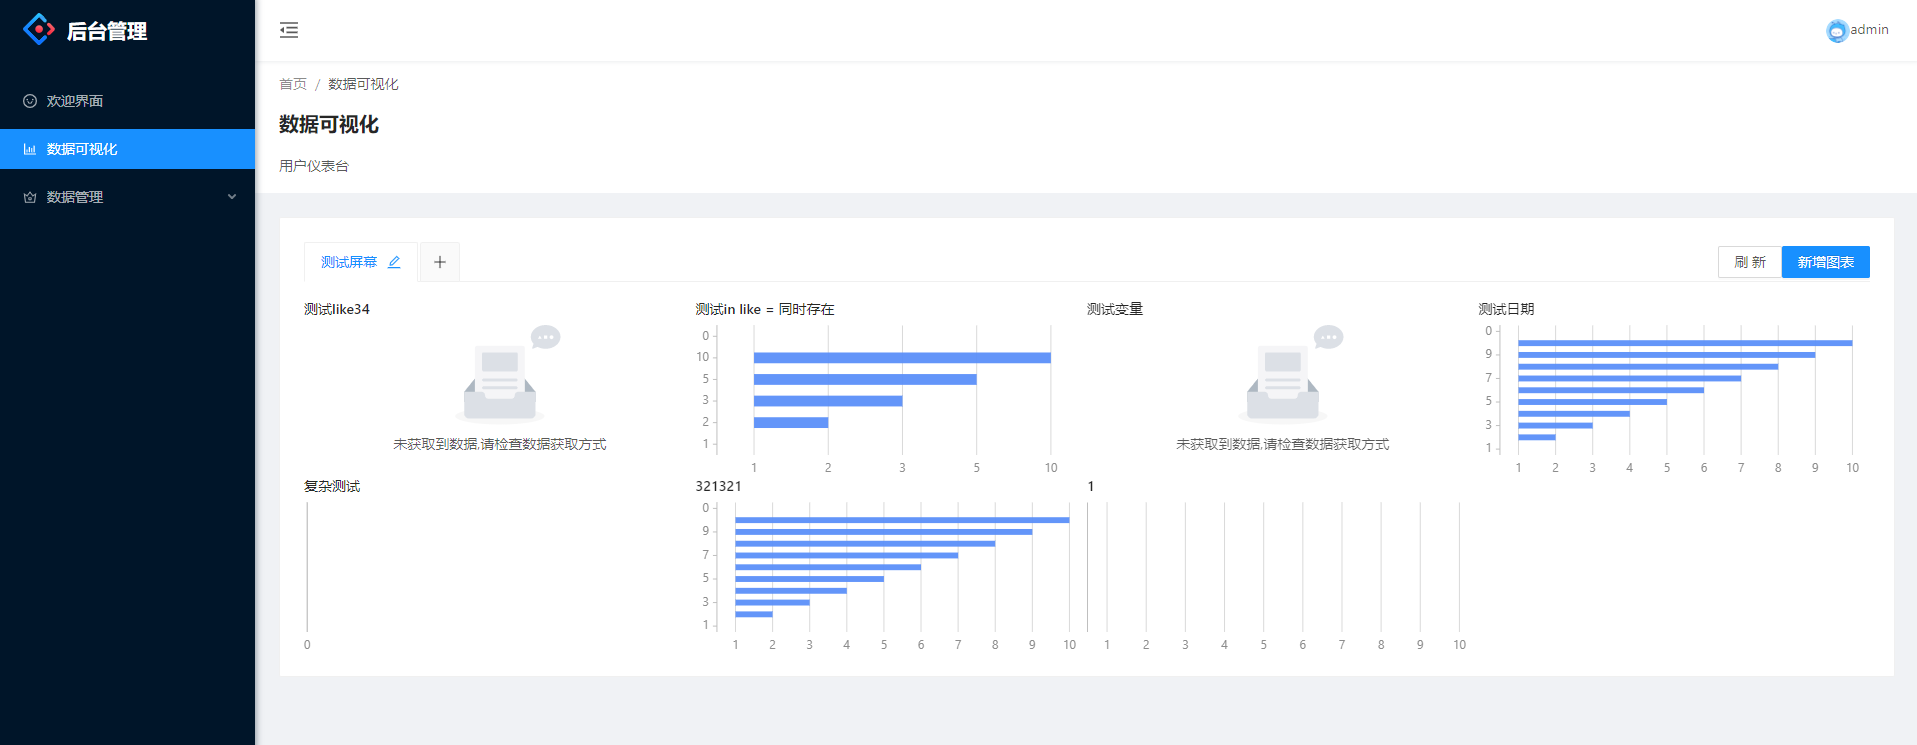 后台管理
admin
欢迎界面
数据可视化
数据管理
首页 / 数据可视化
数据可视化
用户仪表台
测试屏幕
刷 新
新增图表
测试like34
未获取到数据,请检查数据获取方式
测试in like = 同时存在
0
10
5
3
2
1
1 2 3 5 10
测试变量
未获取到数据,请检查数据获取方式
测试日期
0
9
7
5
3
1
1 2 3 4 5 6 7 8 9 10
复杂测试
0
321321
0
9
7
5
3
1
1 2 3 4 5 6 7 8 9 10
1
1 2 3 4 5 6 7 8 9 10